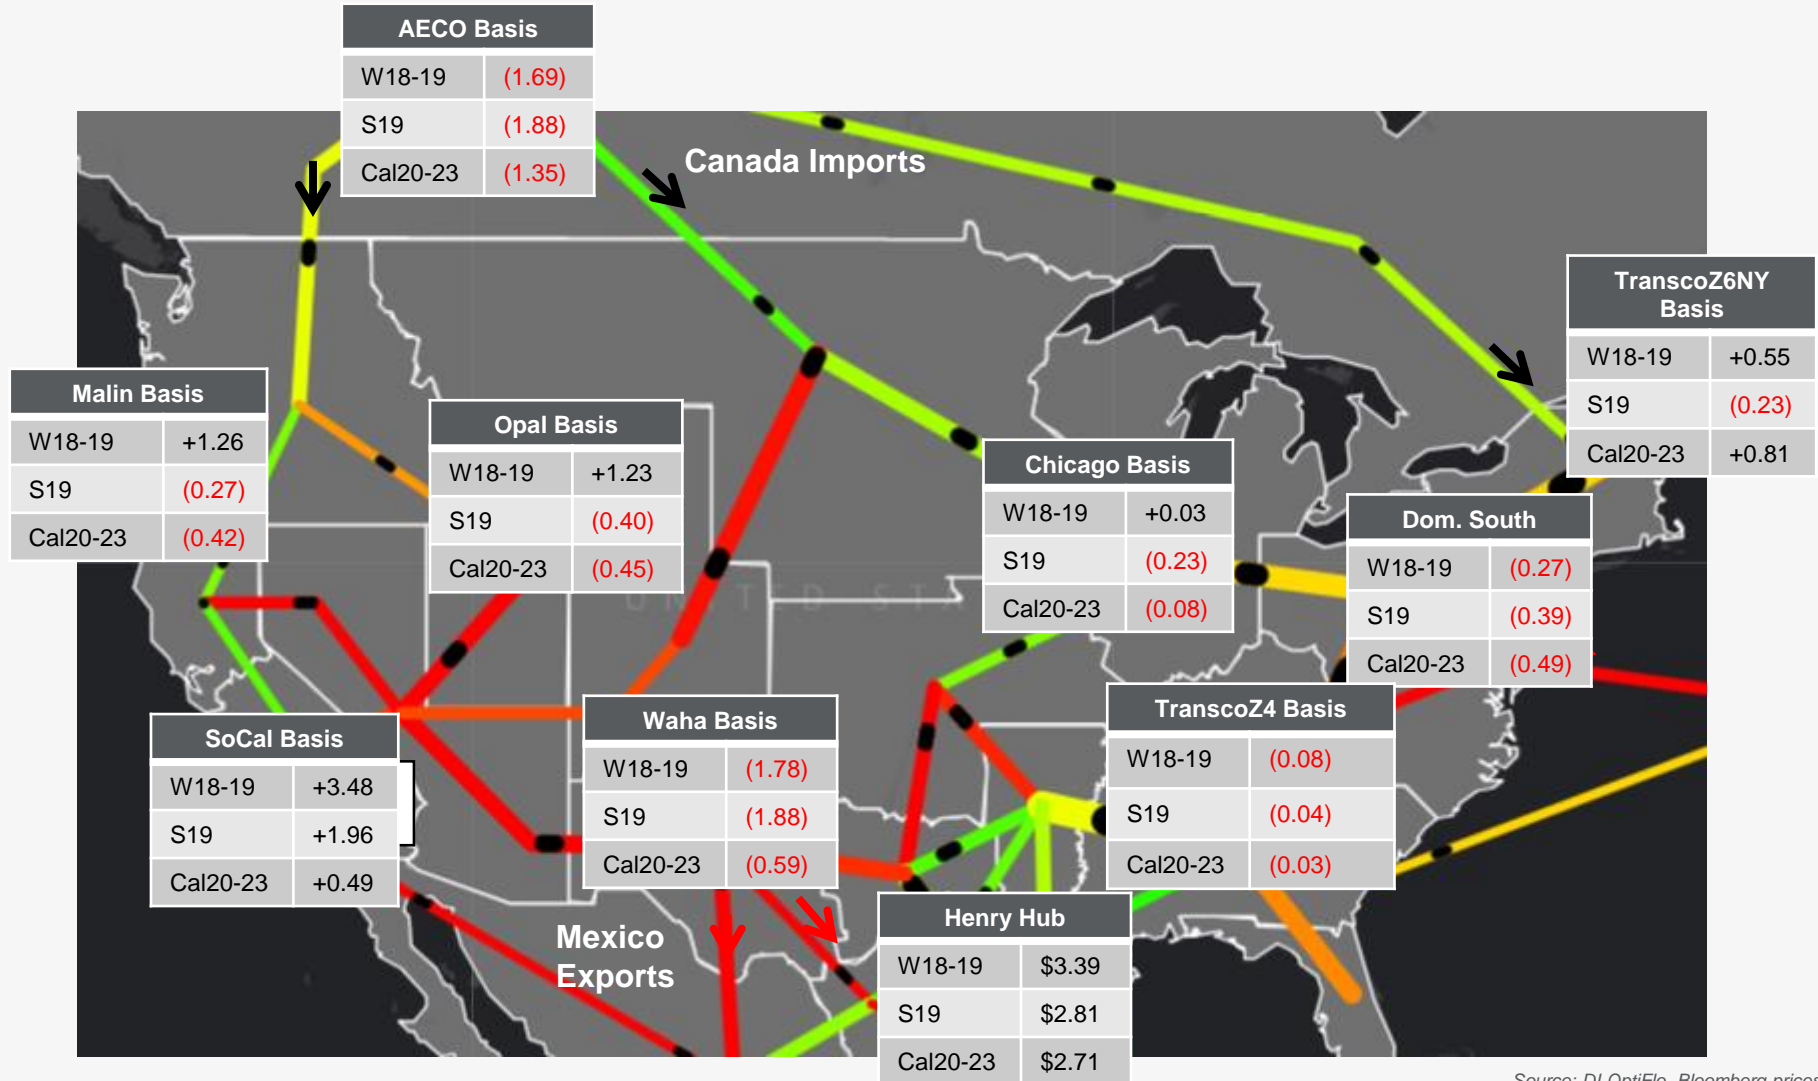 AECO Basis
W18-19 (1.69)
S19 (1.88)
Cal20-23 (1.35)
Canada Imports
TranscoZ6NY
Basis
W18-19 +0.55
S19 (0.23)
Cal20-23 +0.81
Malin Basis
W18-19 +1.26
S19 (0.27)
Cal20-23 (0.42)
Opal Basis
W18-19 +1.23
S19 (0.40)
Cal20-23 (0.45)
Chicago Basis
W18-19 +0.03
S19 (0.23)
Cal20-23 (0.08)
Dom. South
W18-19 (0.27)
S19 (0.39)
Cal20-23 (0.49)
UNITED STA
SoCal Basis
W18-19 +3.48
S19 +1.96
Cal20-23 +0.49
Waha Basis
W18-19 (1.78)
S19 (1.88)
Cal20-23 (0.59)
TranscoZ4 Basis
W18-19 (0.08)
S19 (0.04)
Cal20-23 (0.03)
Mexico
Exports
Henry Hub
W18-19 $3.39
S19 $2.81
Cal20-23 $2.71
Source: DI OptiFlo, Bloomberg prices